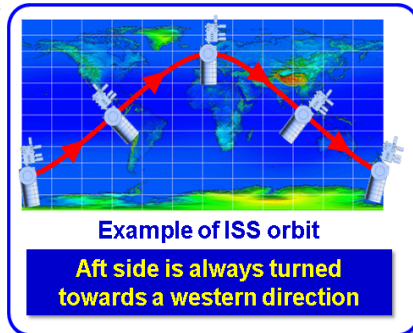 Example of ISS orbit
Aft side is always turned
towards a western direction